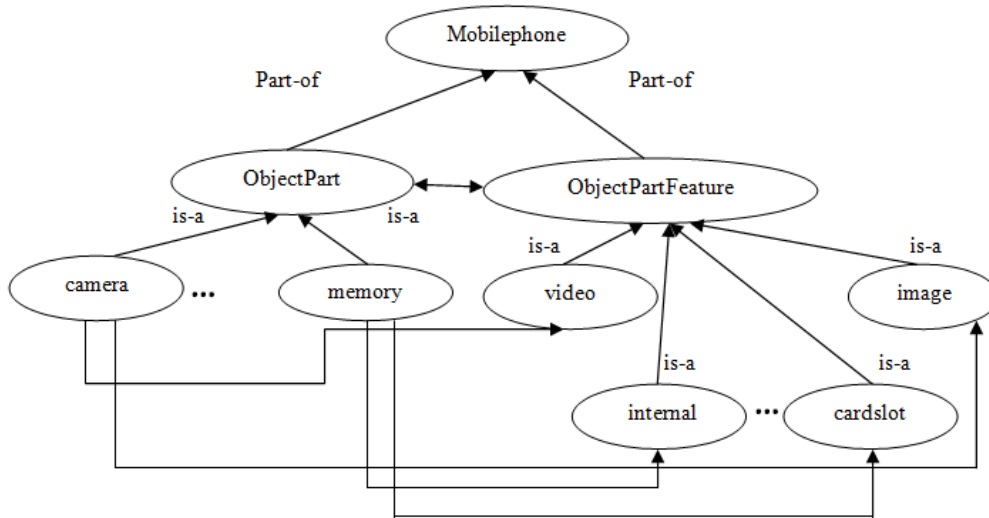 Mobilephone
Part-of
Part-of
ObjectPart
ObjectPartFeature
is-a
is-a
is-a
is-a
camera
...
memory
video
image
is-a
is-a
internal
...
cardslot